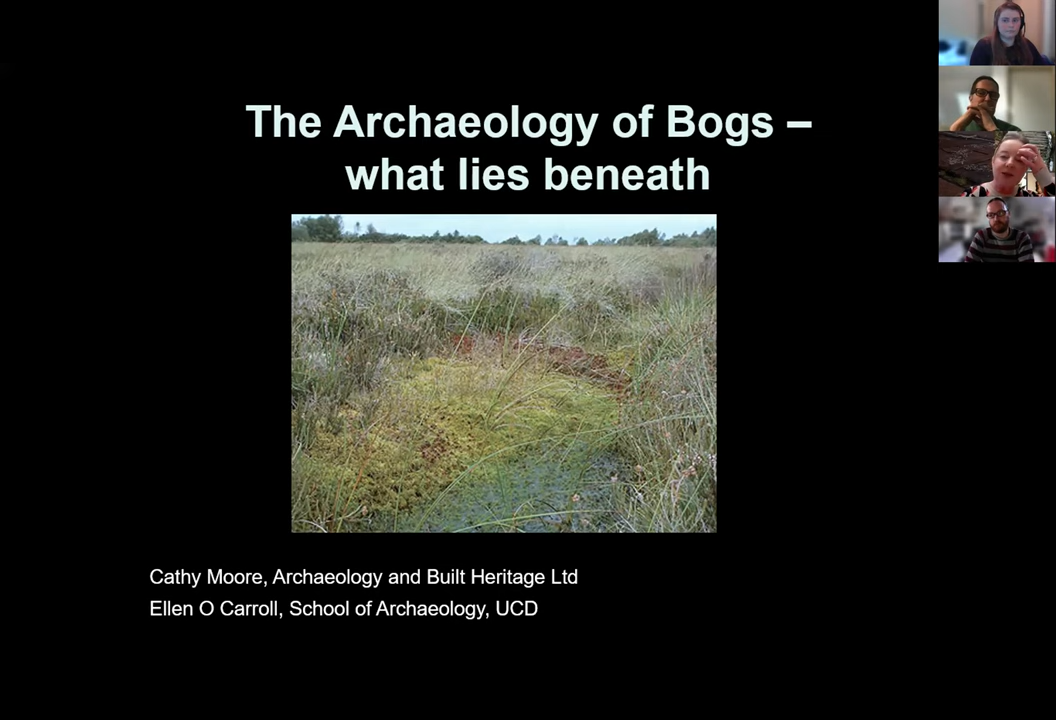 The Archaeology of Bogs –
what lies beneath
Cathy Moore, Archaeology and Built Heritage Ltd
Ellen O Carroll, School of Archaeology, UCD